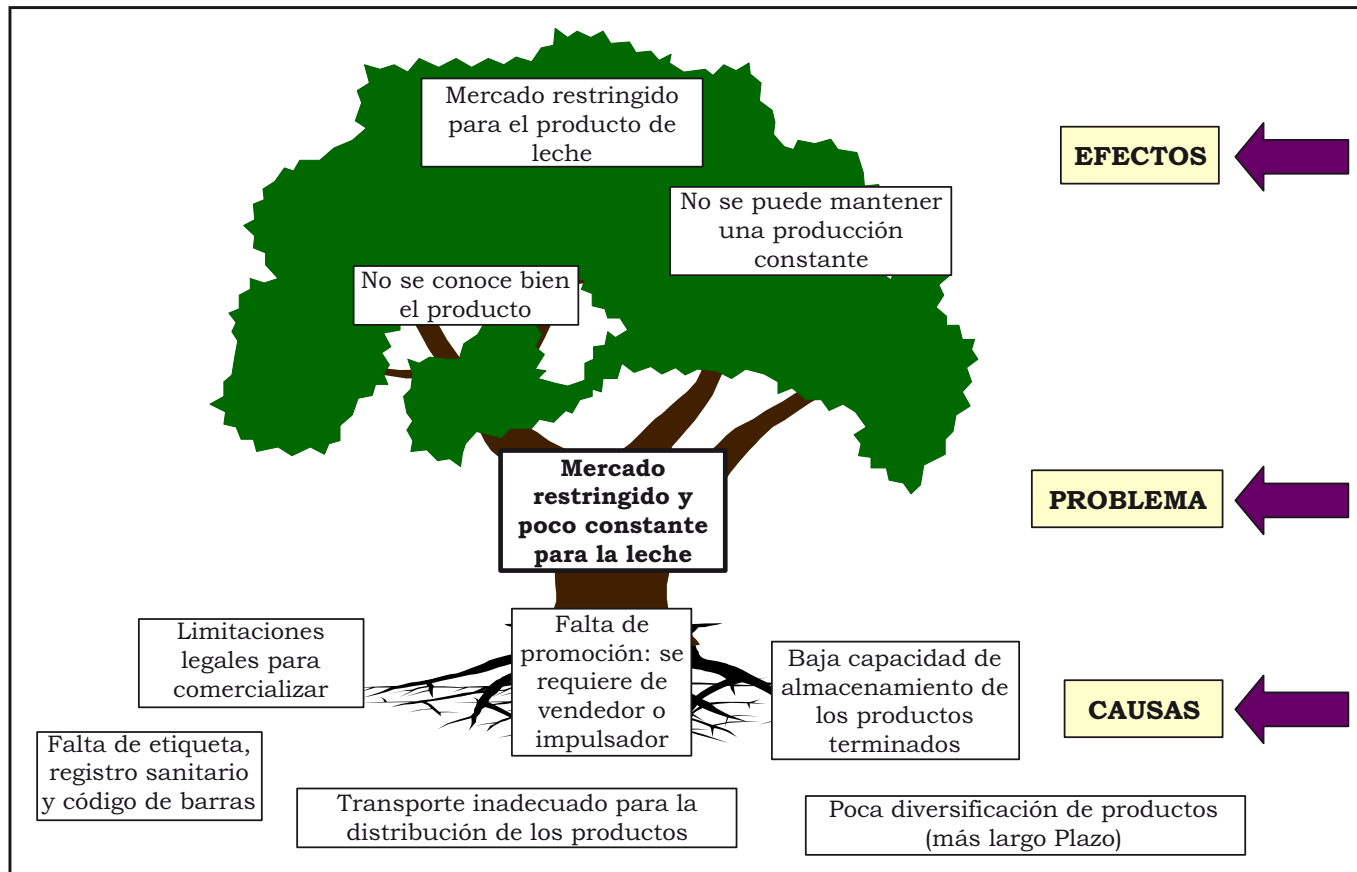 Mercado restringido
para el producto de
leche
EFECTOS
No se puede mantener
una producción
constante
No se conoce bien
el producto
Mercado
restringido y
poco constante
para la leche
PROBLEMA
Limitaciones
legales para
comercializar
Falta de
promoción: se
requiere de
vendedor o
impulsador
Baja capacidad de
almacenamiento de
los productos
terminados
CAUSAS
Falta de etiqueta,
registro sanitario
y código de barras
Transporte inadecuado para la
distribución de los productos
Poca diversificación de productos
(más largo Plazo)